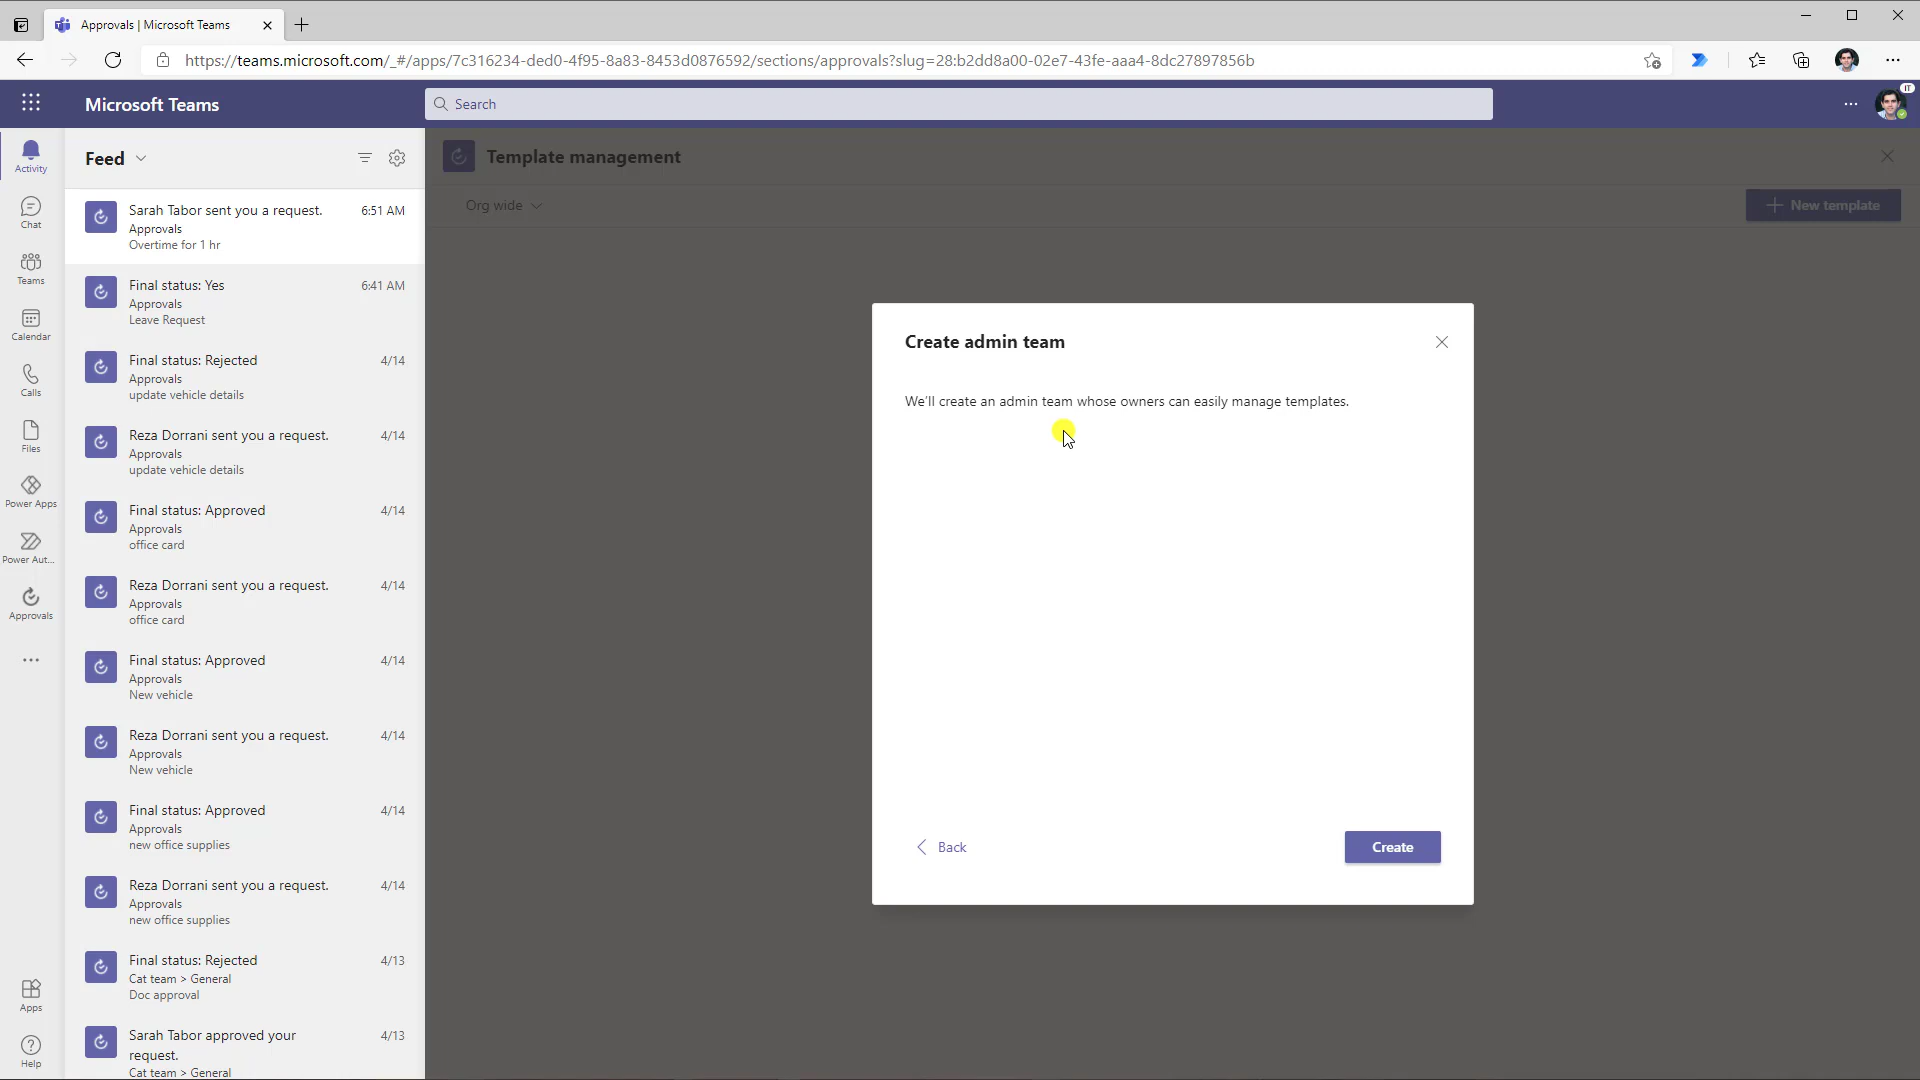 Approvals | Microsoft Teams
https://teams.microsoft.com/_#/apps/7c316234-ded0-4f95-8a83-8453d0876592/sections/approvals?slug=28:b2dd8a00-02e7-43fe-aaa4-8dc27897856b
Microsoft Teams
Search
IT
Activity
Chat
Teams
Calendar
Calls
Files
Power Apps
Power Aut...
Approvals
Apps
Help
Feed
Sarah Tabor sent you a request. 6:51 AM
Approvals
Overtime for 1 hr
Final status: Yes 6:41 AM
Approvals
Leave Request
Final status: Rejected 4/14
Approvals
update vehicle details
Reza Dorrani sent you a request. 4/14
Approvals
update vehicle details
Final status: Approved 4/14
Approvals
office card
Reza Dorrani sent you a request. 4/14
Approvals
office card
Final status: Approved 4/14
Approvals
New vehicle
Reza Dorrani sent you a request. 4/14
Approvals
New vehicle
Final status: Approved 4/14
Approvals
new office supplies
Reza Dorrani sent you a request. 4/14
Approvals
new office supplies
Final status: Rejected 4/13
Cat team > General
Doc approval
Sarah Tabor approved your 4/13
request.
Cat team > General
Template management
Org wide
New template
Create admin team
We'll create an admin team whose owners can easily manage templates.
Back
Create